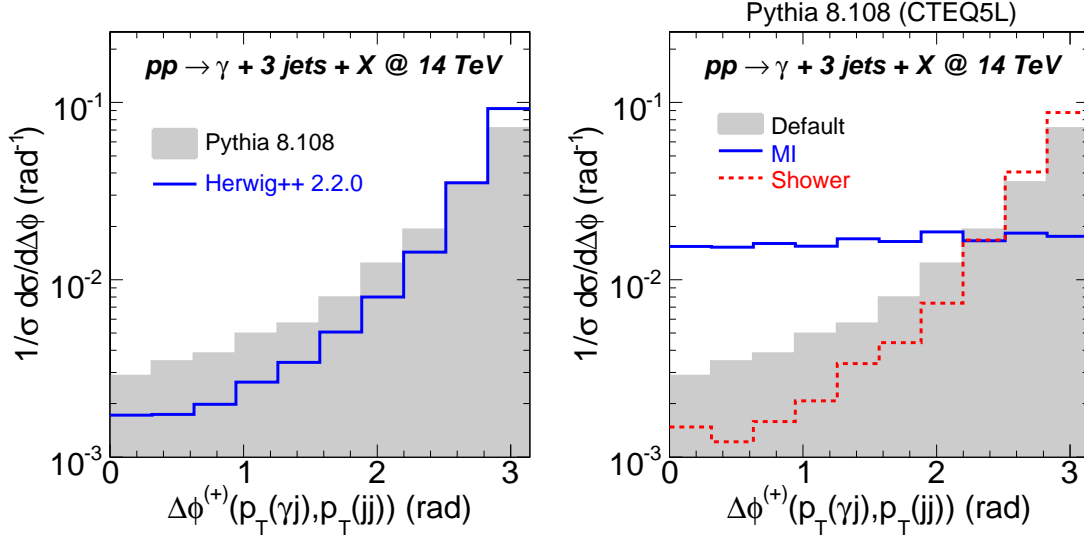 pp → γ + 3 jets + X @ 14 TeV
1/σ dσ/dΔφ (rad⁻¹)
10⁻¹
10⁻²
10⁻³
Pythia 8.108
Herwig++ 2.2.0
0 1 2 3
Δφ⁽⁺⁾(p_T(γj),p_T(jj)) (rad)
Pythia 8.108 (CTEQ5L)
pp → γ + 3 jets + X @ 14 TeV
1/σ dσ/dΔφ (rad⁻¹)
10⁻¹
10⁻²
10⁻³
Default
MI
Shower
0 1 2 3
Δφ⁽⁺⁾(p_T(γj),p_T(jj)) (rad)